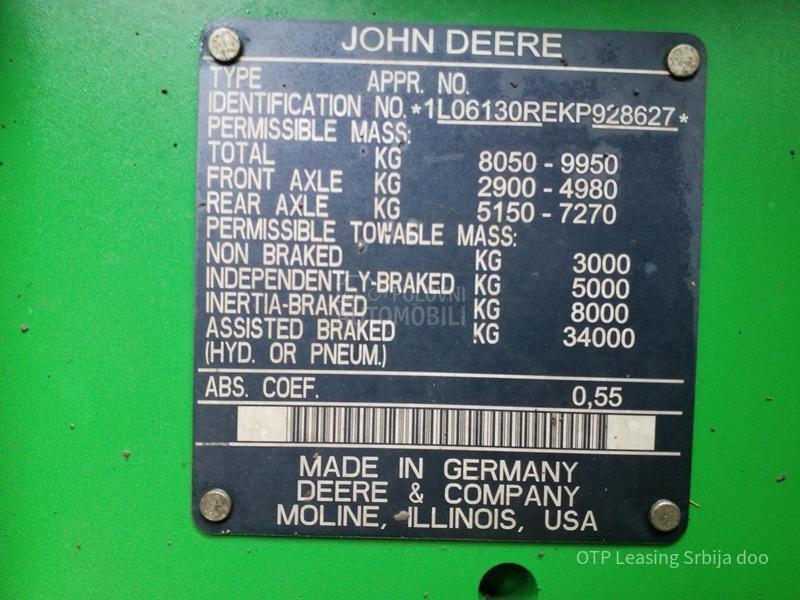 JOHN DEERE
TYPE APPR. NO.
IDENTIFICATION NO. *1L06130REKP928627*
PERMISSIBLE MASS:
TOTAL KG 8050 - 9950
FRONT AXLE KG 2900 - 4980
REAR AXLE KG 5150 - 7270
PERMISSIBLE TOWABLE MASS:
NON BRAKED KG 3000
INDEPENDENTLY-BRAKED KG 5000
POLOVNI
INERTIA-BRAKED KG 8000
AUTOMOBILI
ASSISTED BRAKED KG 34000
(HYD. OR PNEUM.)
ABS. COEF. 0,55
MADE IN GERMANY
DEERE & COMPANY
MOLINE, ILLINOIS, USA
OTP Leasing Srbija doo